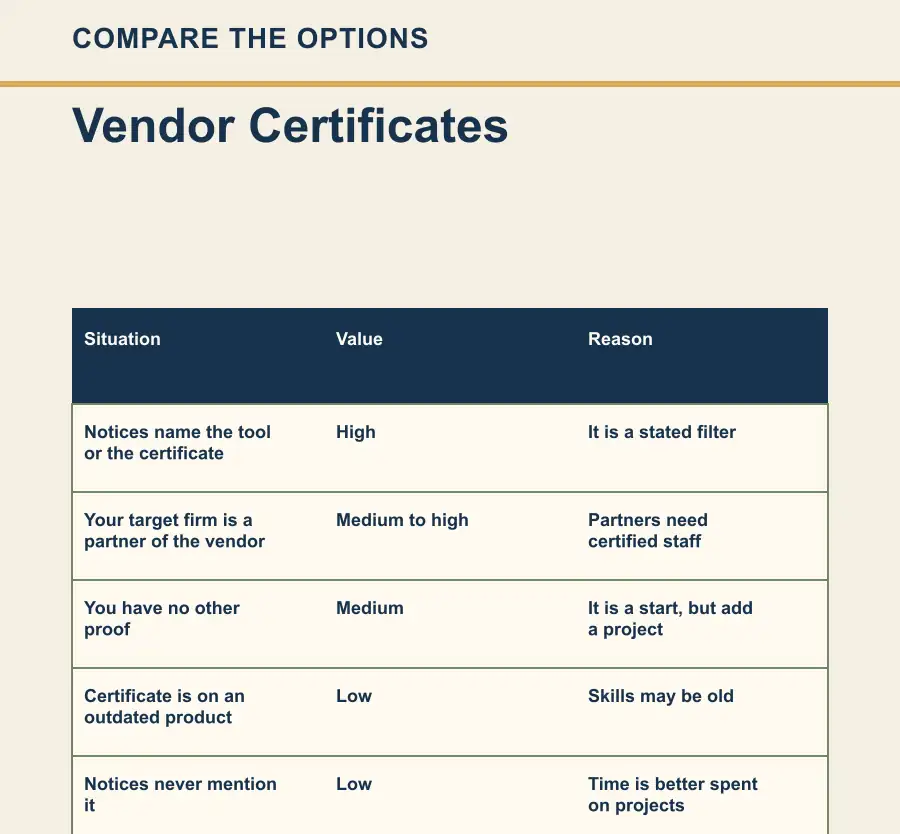 COMPARE THE OPTIONS
Vendor Certificates
Situation Value Reason
Notices name the tool High It is a stated filter
or the certificate
Your target firm is a Medium to high Partners need
partner of the vendor certified staff
You have no other Medium It is a start, but add
proof a project
Certificate is on an Low Skills may be old
outdated product
Notices never mention Low Time is better spent
it on projects